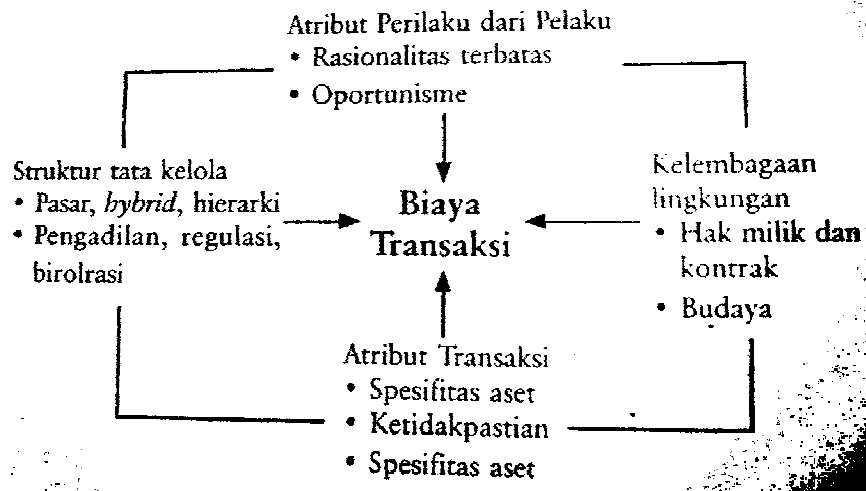 Atribut Perilaku dari Pelaku
• Rasionalitas terbatas
• Oportunisme
Struktur tata kelola
• Pasar, hybrid, hierarki
• Pengadilan, regulasi,
birolrasi
Biaya
Transaksi
Kelembagaan
lingkungan
• Hak milik dan
kontrak
• Budaya
Atribut Transaksi
• Spesifitas aset
• Ketidakpastian
• Spesifitas aset